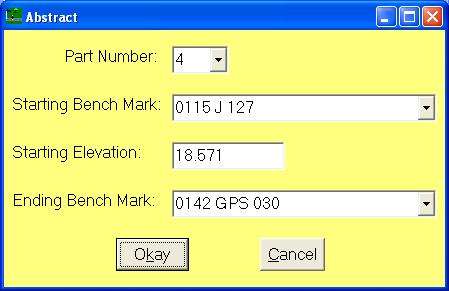 Abstract
Part Number: 4
Starting Bench Mark: 0115 J 127
Starting Elevation: 18.571
Ending Bench Mark: 0142 GPS 030
Okay Cancel